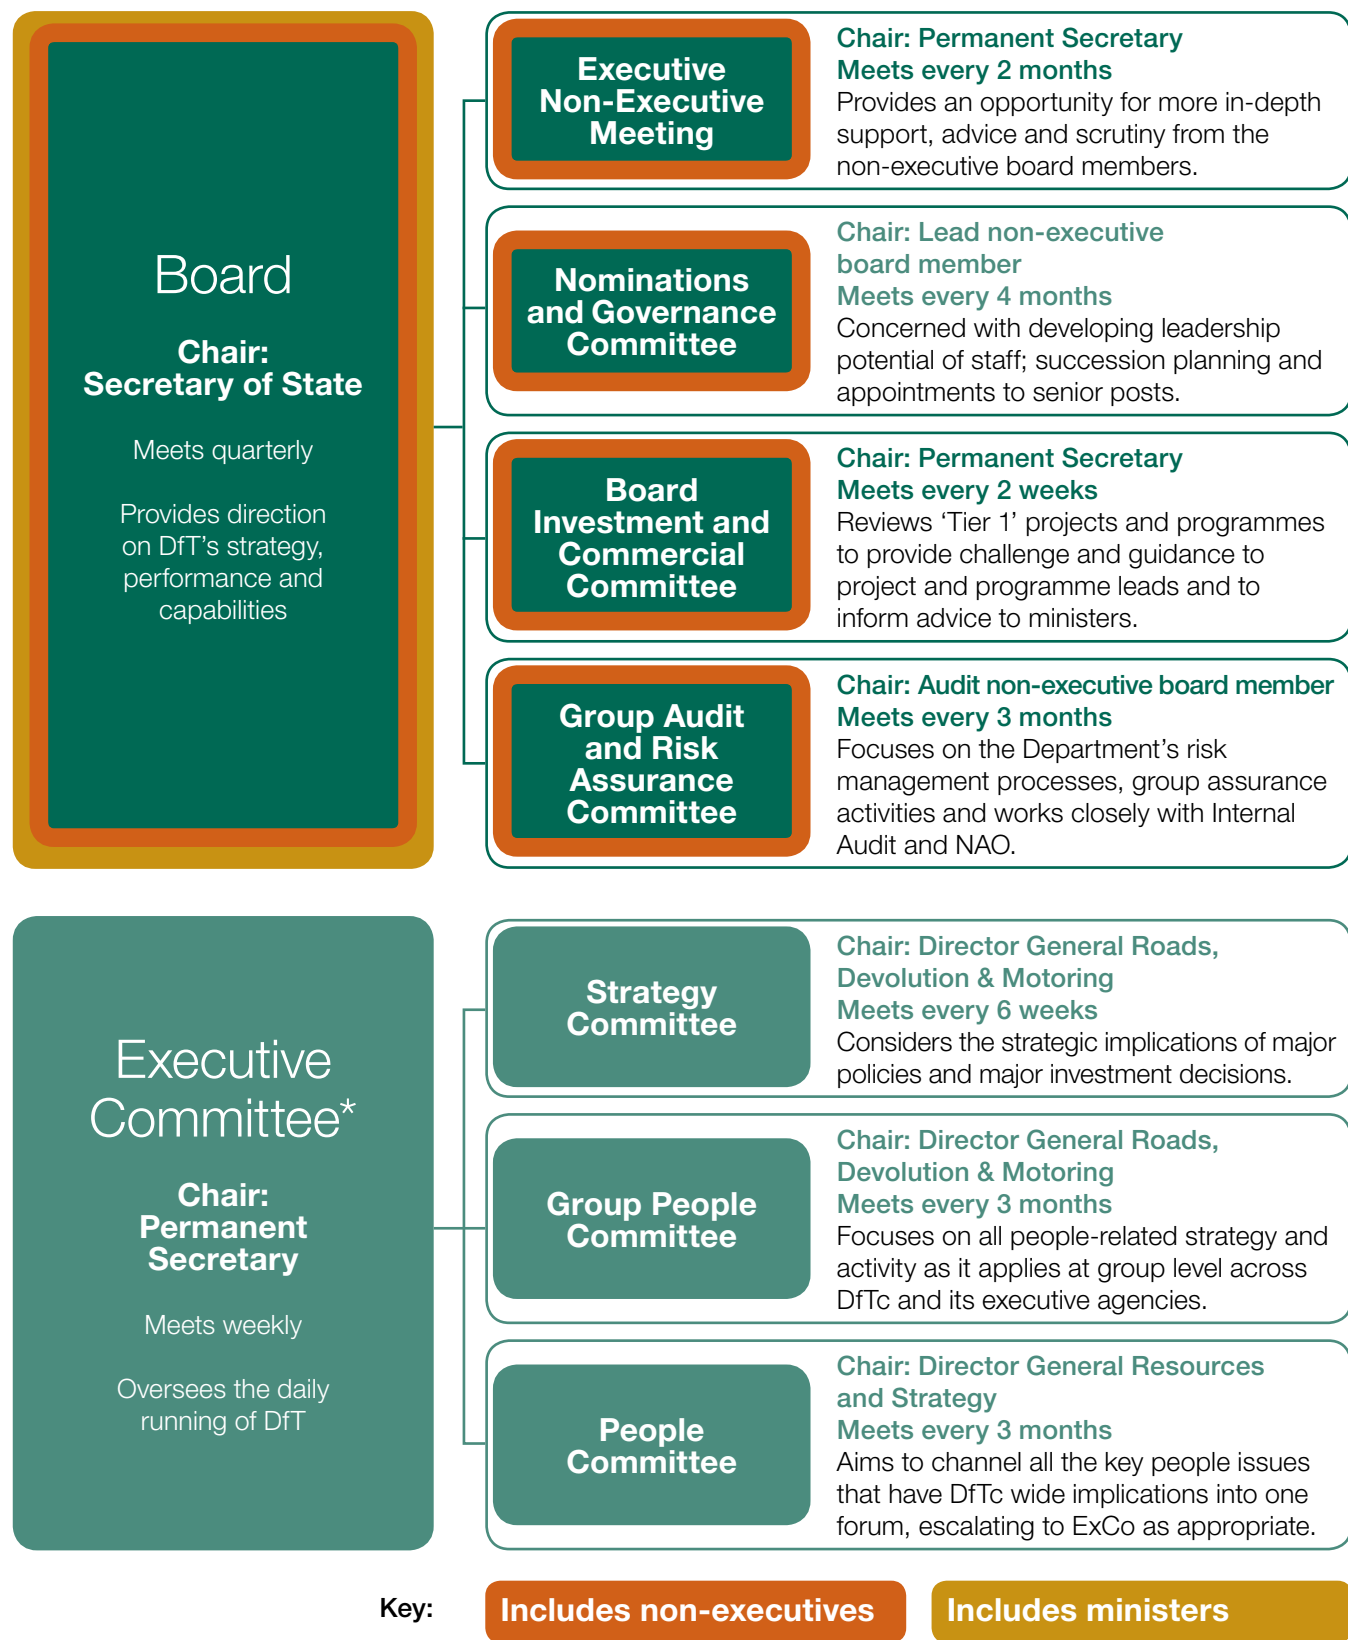 Board
Chair:
Secretary of State
Meets quarterly
Provides direction
on DfT’s strategy,
performance and
capabilities
Executive
Non-Executive
Meeting
Chair: Permanent Secretary
Meets every 2 months
Provides an opportunity for more in-depth
support, advice and scrutiny from the
non-executive board members.
Nominations
and Governance
Committee
Chair: Lead non-executive
board member
Meets every 4 months
Concerned with developing leadership
potential of staff; succession planning and
appointments to senior posts.
Board
Investment and
Commercial
Committee
Chair: Permanent Secretary
Meets every 2 weeks
Reviews ‘Tier 1’ projects and programmes
to provide challenge and guidance to
project and programme leads and to
inform advice to ministers.
Group Audit
and Risk
Assurance
Committee
Chair: Audit non-executive board member
Meets every 3 months
Focuses on the Department’s risk
management processes, group assurance
activities and works closely with Internal
Audit and NAO.
Executive
Committee*
Chair:
Permanent
Secretary
Meets weekly
Oversees the daily
running of DfT
Strategy
Committee
Chair: Director General Roads,
Devolution & Motoring
Meets every 6 weeks
Considers the strategic implications of major
policies and major investment decisions.
Group People
Committee
Chair: Director General Roads,
Devolution & Motoring
Meets every 3 months
Focuses on all people-related strategy and
activity as it applies at group level across
DfTc and its executive agencies.
People
Committee
Chair: Director General Resources
and Strategy
Meets every 3 months
Aims to channel all the key people issues
that have DfTc wide implications into one
forum, escalating to ExCo as appropriate.
Key:
Includes non-executives
Includes ministers